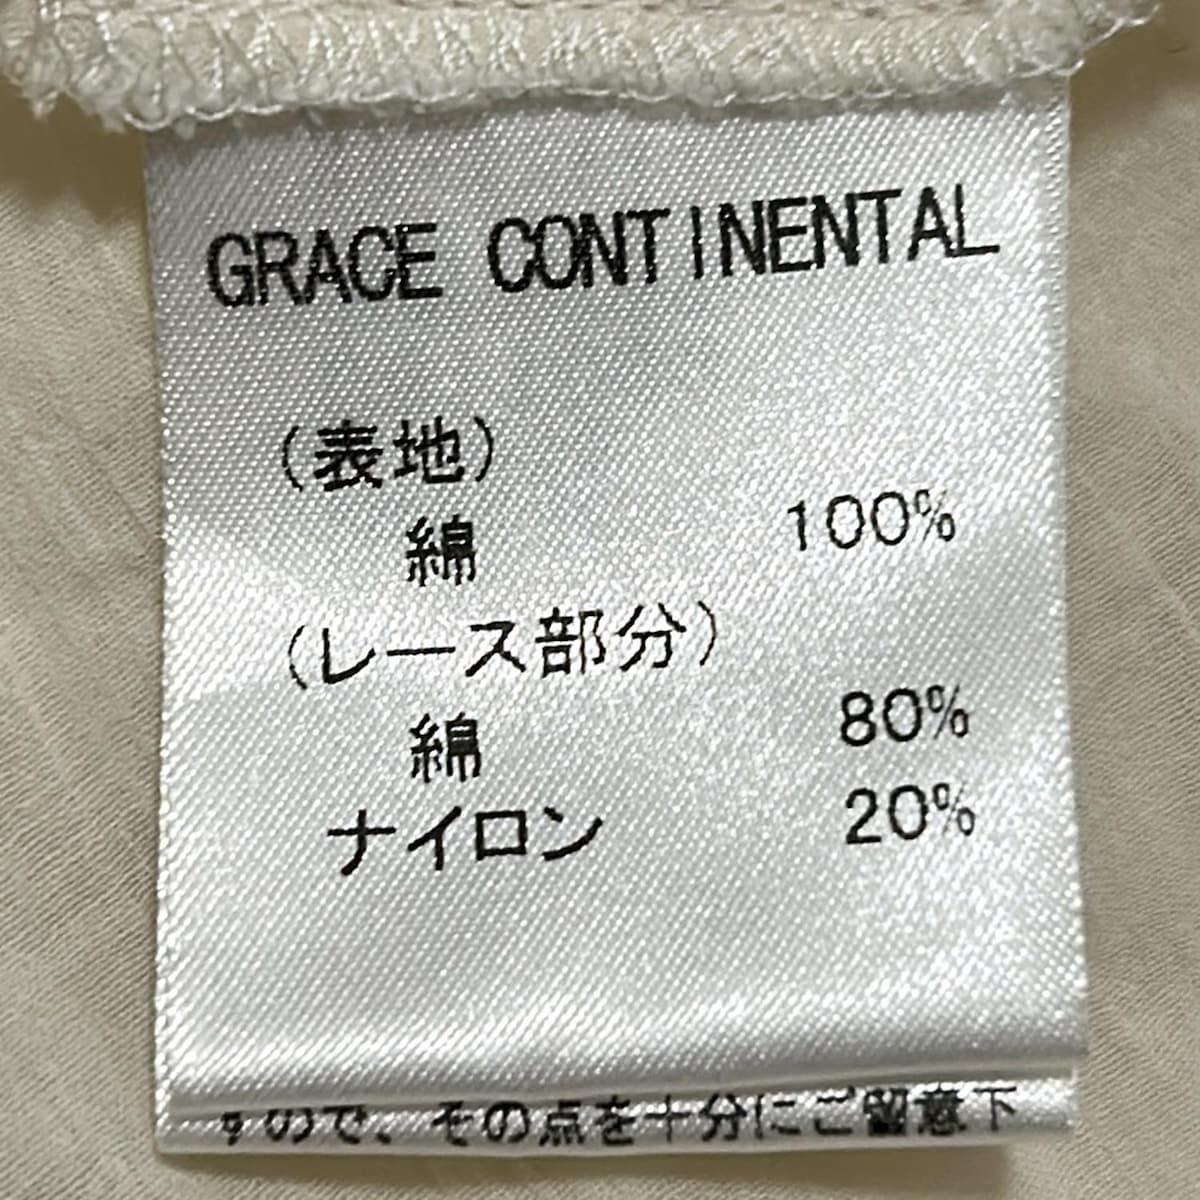 GRACE CONTINENTAL
(表地)
綿 100%
(レース部分)
綿 80%
ナイロン 20%
すので、その点を十分にご留意下